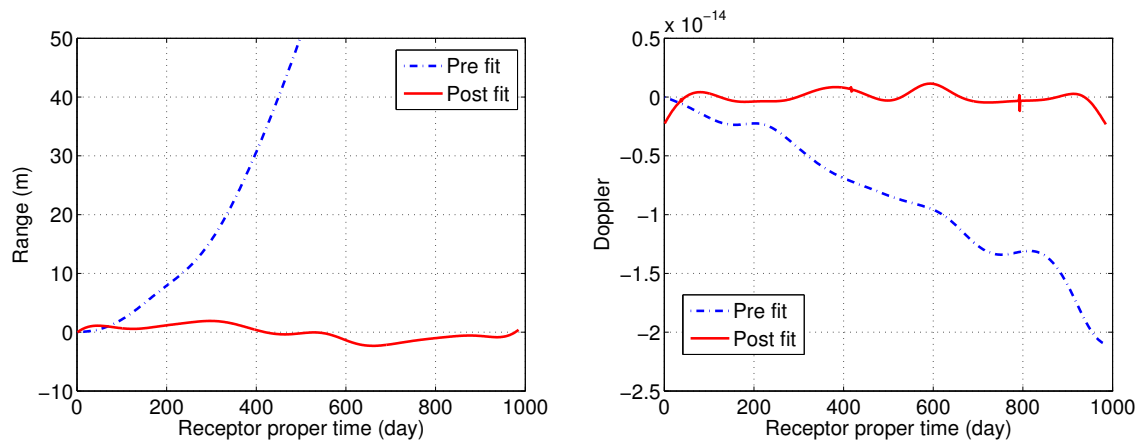 50
40
30
20
10
0
−10
0 200 400 600 800 1000
Range (m)
Receptor proper time (day)
Pre fit
Post fit
x 10−14
0.5
0
−0.5
−1
−1.5
−2
−2.5
0 200 400 600 800 1000
Doppler
Receptor proper time (day)
Pre fit
Post fit